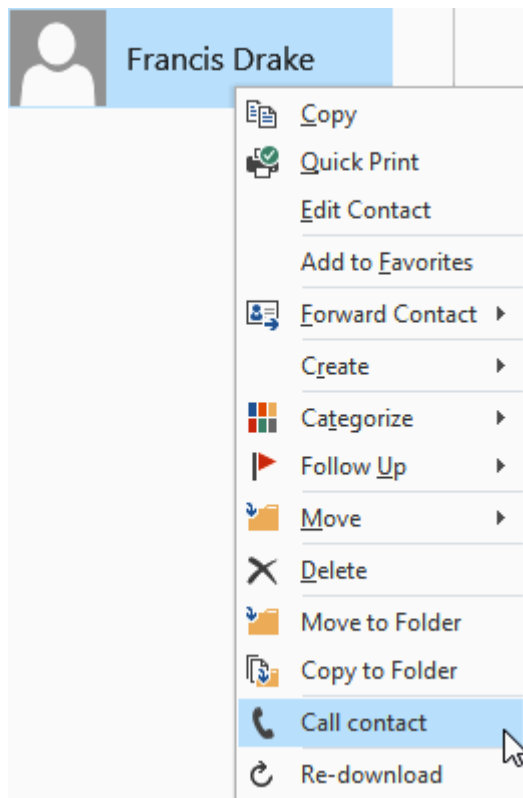 Francis Drake
Copy
Quick Print
Edit Contact
Add to Favorites
Forward Contact
Create
Categorize
Follow Up
Move
Delete
Move to Folder
Copy to Folder
Call contact
Re-download